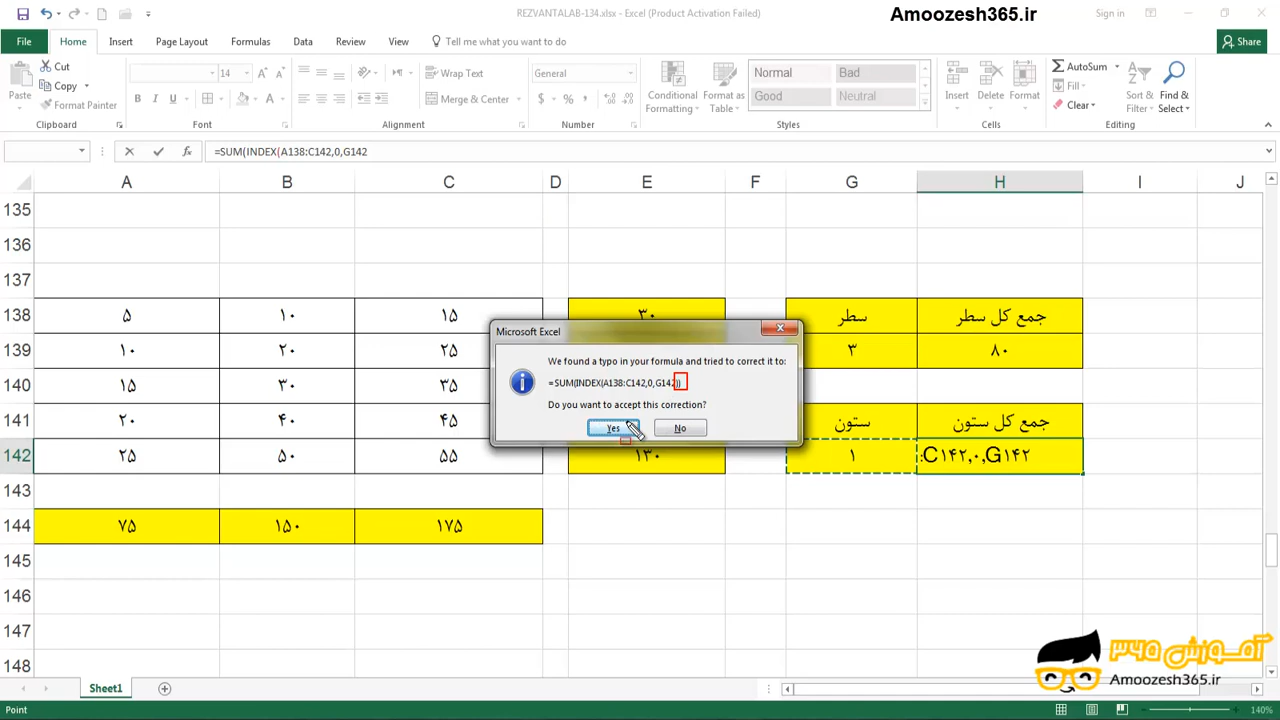 REZVANTALAB-134.xlsx - Excel (Product Activation Failed)
Amoozesh365.ir
Sign in
File Home Insert Page Layout Formulas Data Review View Tell me what you want to do Share
Paste
Cut
Copy
Format Painter
Clipboard
14
Font
Wrap Text
Merge & Center
Alignment
General
Number
Conditional Formatting
Format as Table
Normal Bad
Good Neutral
Styles
Insert Delete Format
Cells
AutoSum
Fill
Clear
Sort & Filter
Find & Select
Editing
=SUM(INDEX(A138:C142,0,G142
A B C D E F G H I J
135
136
137
138 ۵ ۱۰ ۱۵ ۳۰ سطر جمع کل سطر
139 ۱۰ ۲۰ ۲۵ ۳ ۸۰
140 ۱۵ ۳۰ ۳۵
141 ۲۰ ۴۰ ۴۵ ستون جمع کل ستون
142 ۲۵ ۵۰ ۵۵ ۱۳۰ ۱ :C۱۴۲,۰,G۱۴۲
143
144 ۷۵ ۱۵۰ ۱۷۵
145
146
147
148
Microsoft Excel
We found a typo in your formula and tried to correct it to:
=SUM(INDEX(A138:C142,0,G142))
Do you want to accept this correction?
Yes No
آمـوزش ۳۶۵
Amoozesh365.ir
Sheet1
Point
140%